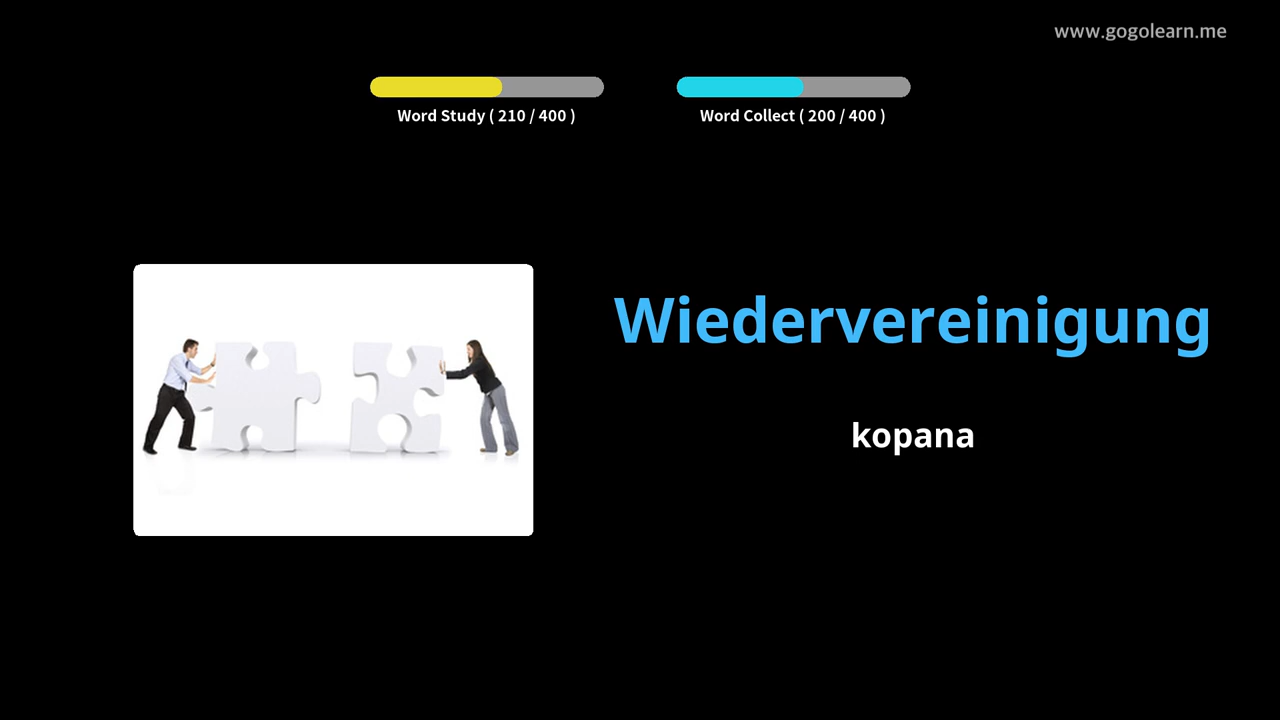 www.gogolearn.me
Word Study ( 210 / 400 )
Word Collect ( 200 / 400 )
Wiedervereinigung
kopana